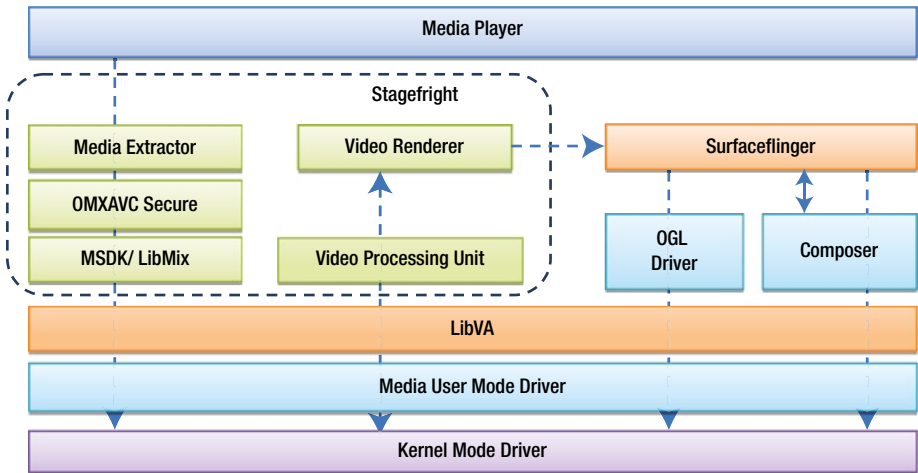 Media Player
Stagefright
Media Extractor
Video Renderer
Surfaceflinger
OMXAVC Secure
MSDK/ LibMix
Video Processing Unit
OGL
Driver
Composer
LibVA
Media User Mode Driver
Kernel Mode Driver